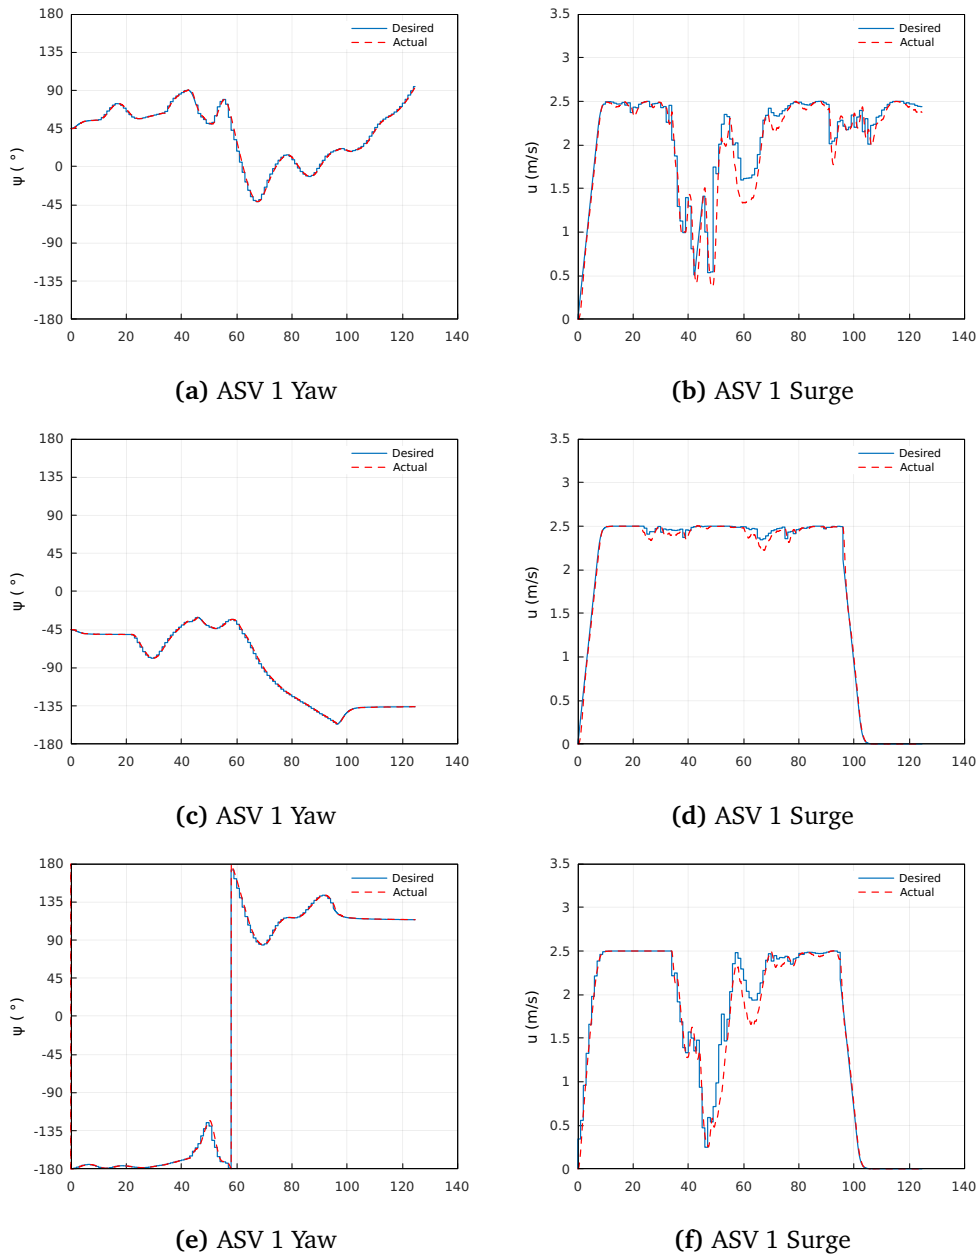 180
135
90
45
0
-45
-90
-135
-180
ψ ( °)
0 20 40 60 80 100 120 140
Desired
Actual
(a) ASV 1 Yaw
3.5
3
2.5
2
1.5
1
0.5
0
u (m/s)
0 20 40 60 80 100 120 140
Desired
Actual
(b) ASV 1 Surge
180
135
90
45
0
-45
-90
-135
-180
ψ ( °)
0 20 40 60 80 100 120 140
Desired
Actual
(c) ASV 1 Yaw
3.5
3
2.5
2
1.5
1
0.5
0
u (m/s)
0 20 40 60 80 100 120 140
Desired
Actual
(d) ASV 1 Surge
180
135
90
45
0
-45
-90
-135
-180
ψ ( °)
0 20 40 60 80 100 120 140
Desired
Actual
(e) ASV 1 Yaw
3.5
3
2.5
2
1.5
1
0.5
0
u (m/s)
0 20 40 60 80 100 120 140
Desired
Actual
(f) ASV 1 Surge